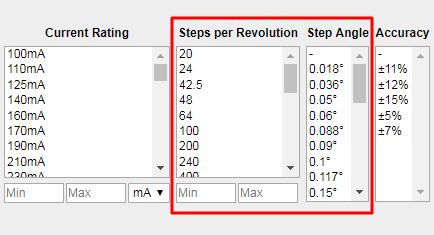 Current Rating
100mA
110mA
125mA
140mA
160mA
170mA
190mA
210mA
230mA
Min Max mA
Steps per Revolution
20
24
42.5
48
64
100
200
240
400
Min Max
Step Angle
-
0.018°
0.036°
0.05°
0.06°
0.088°
0.09°
0.1°
0.117°
0.15°
Accuracy
-
±11%
±12%
±15%
±5%
±7%